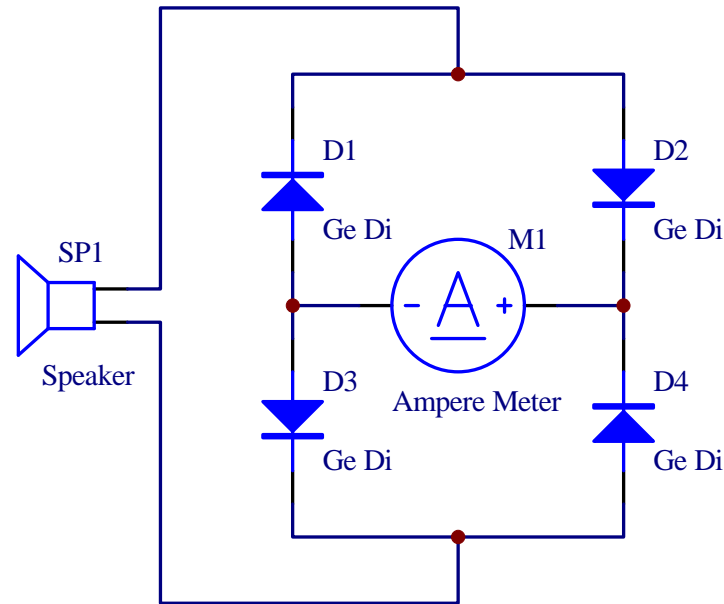 D1
D2
Ge Di
Ge Di
M1
SP1
- A +
Speaker
D3
D4
Ampere Meter
Ge Di
Ge Di